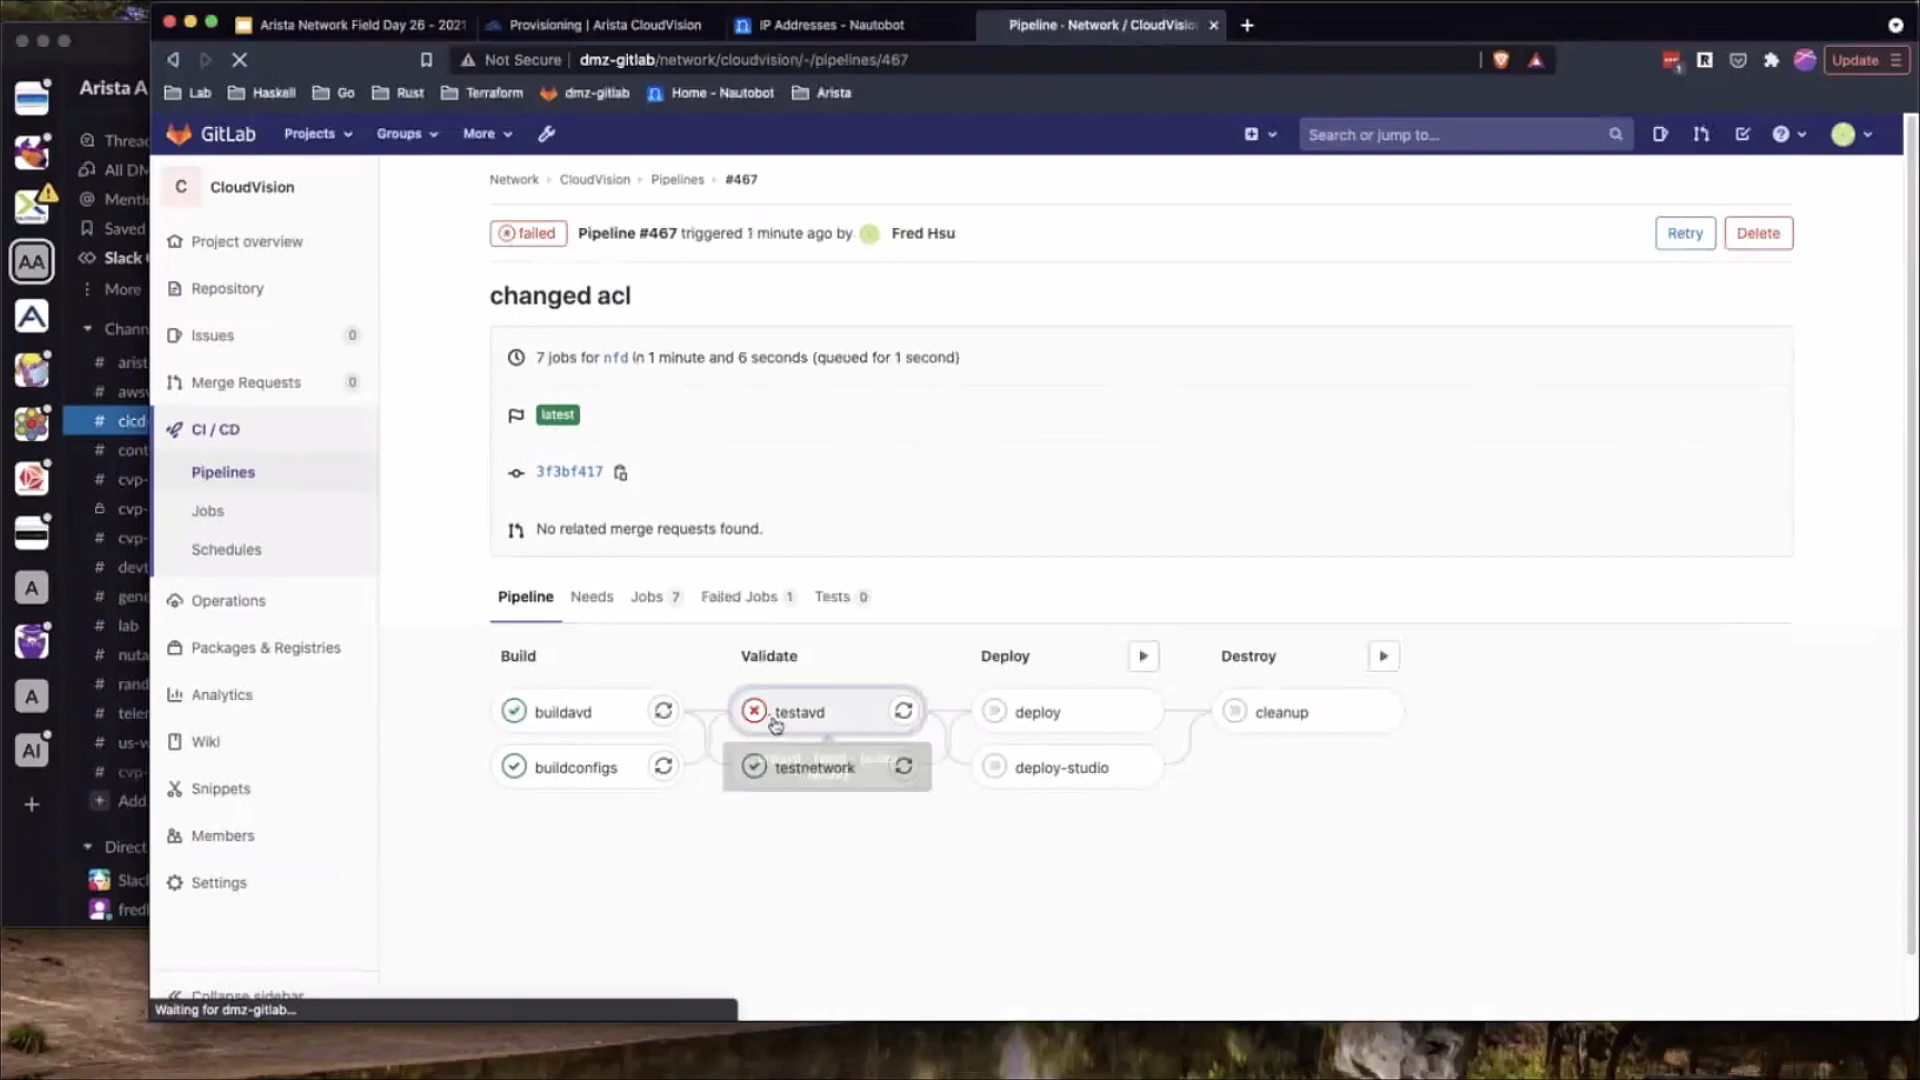 Arista Network Field Day 26 - 2021
Provisioning | Arista CloudVision
IP Addresses - Nautobot
Pipeline · Network / CloudVisio
Not Secure
dmz-gitlab/network/cloudvision/-/pipelines/467
Update
Lab
Haskell
Go
Rust
Terraform
dmz-gitlab
Home - Nautobot
Arista
Arista A
Threa
All DM
Menti
Saved
Slack
More
Chann
# arist
# aws
# cicd
# cont
# cvp-
cvp-
# cvp-
# devt
# gene
# lab
# nuta
# rand
# teler
# us-w
# cvp-
Add
Direct
Slac
fredl
AA
A
A
AI
GitLab
Projects
Groups
More
Search or jump to...
C CloudVision
Project overview
Repository
Issues 0
Merge Requests 0
CI / CD
Pipelines
Jobs
Schedules
Operations
Packages & Registries
Analytics
Wiki
Snippets
Members
Settings
Collapse sidebar
Waiting for dmz-gitlab...
Network
CloudVision
Pipelines
#467
failed
Pipeline #467 triggered 1 minute ago by Fred Hsu
Retry
Delete
changed acl
7 jobs for nfd in 1 minute and 6 seconds (queued for 1 second)
latest
3f3bf417
No related merge requests found.
Pipeline
Needs
Jobs 7
Failed Jobs 1
Tests 0
Build
Validate
Deploy
Destroy
buildavd
testavd
deploy
cleanup
buildconfigs
testnetwork
deploy-studio